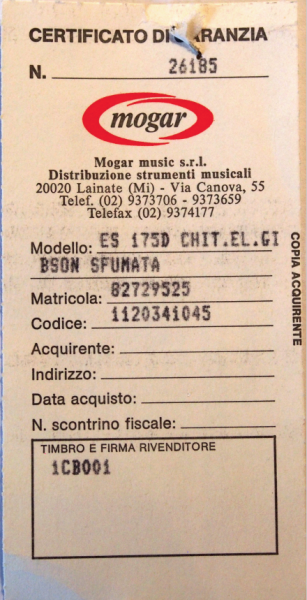 CERTIFICATO DI GARANZIA
N. 26185
mogar
Mogar music s.r.l.
Distribuzione strumenti musicali
20020 Lainate (Mi) - Via Canova, 55
Telef. (02) 9373706 - 9373659
Telefax (02) 9374177
Modello: ES 175D CHIT.EL.GI
BSON SFUMATA
Matricola: 82729525
Codice: 1120341045
Acquirente:
Indirizzo:
Data acquisto:
N. scontrino fiscale:
TIMBRO E FIRMA RIVENDITORE
1CB001
COPIA ACQUIRENTE